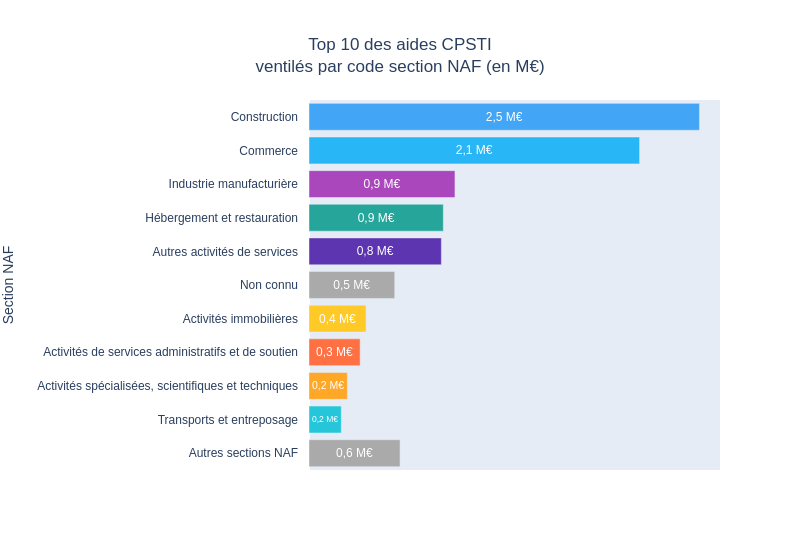 Top 10 des aides CPSTI
ventilés par code section NAF (en M€)
Section NAF
Construction 2,5 M€
Commerce 2,1 M€
Industrie manufacturière 0,9 M€
Hébergement et restauration 0,9 M€
Autres activités de services 0,8 M€
Non connu 0,5 M€
Activités immobilières 0,4 M€
Activités de services administratifs et de soutien 0,3 M€
Activités spécialisées, scientifiques et techniques 0,2 M€
Transports et entreposage 0,2 M€
Autres sections NAF 0,6 M€